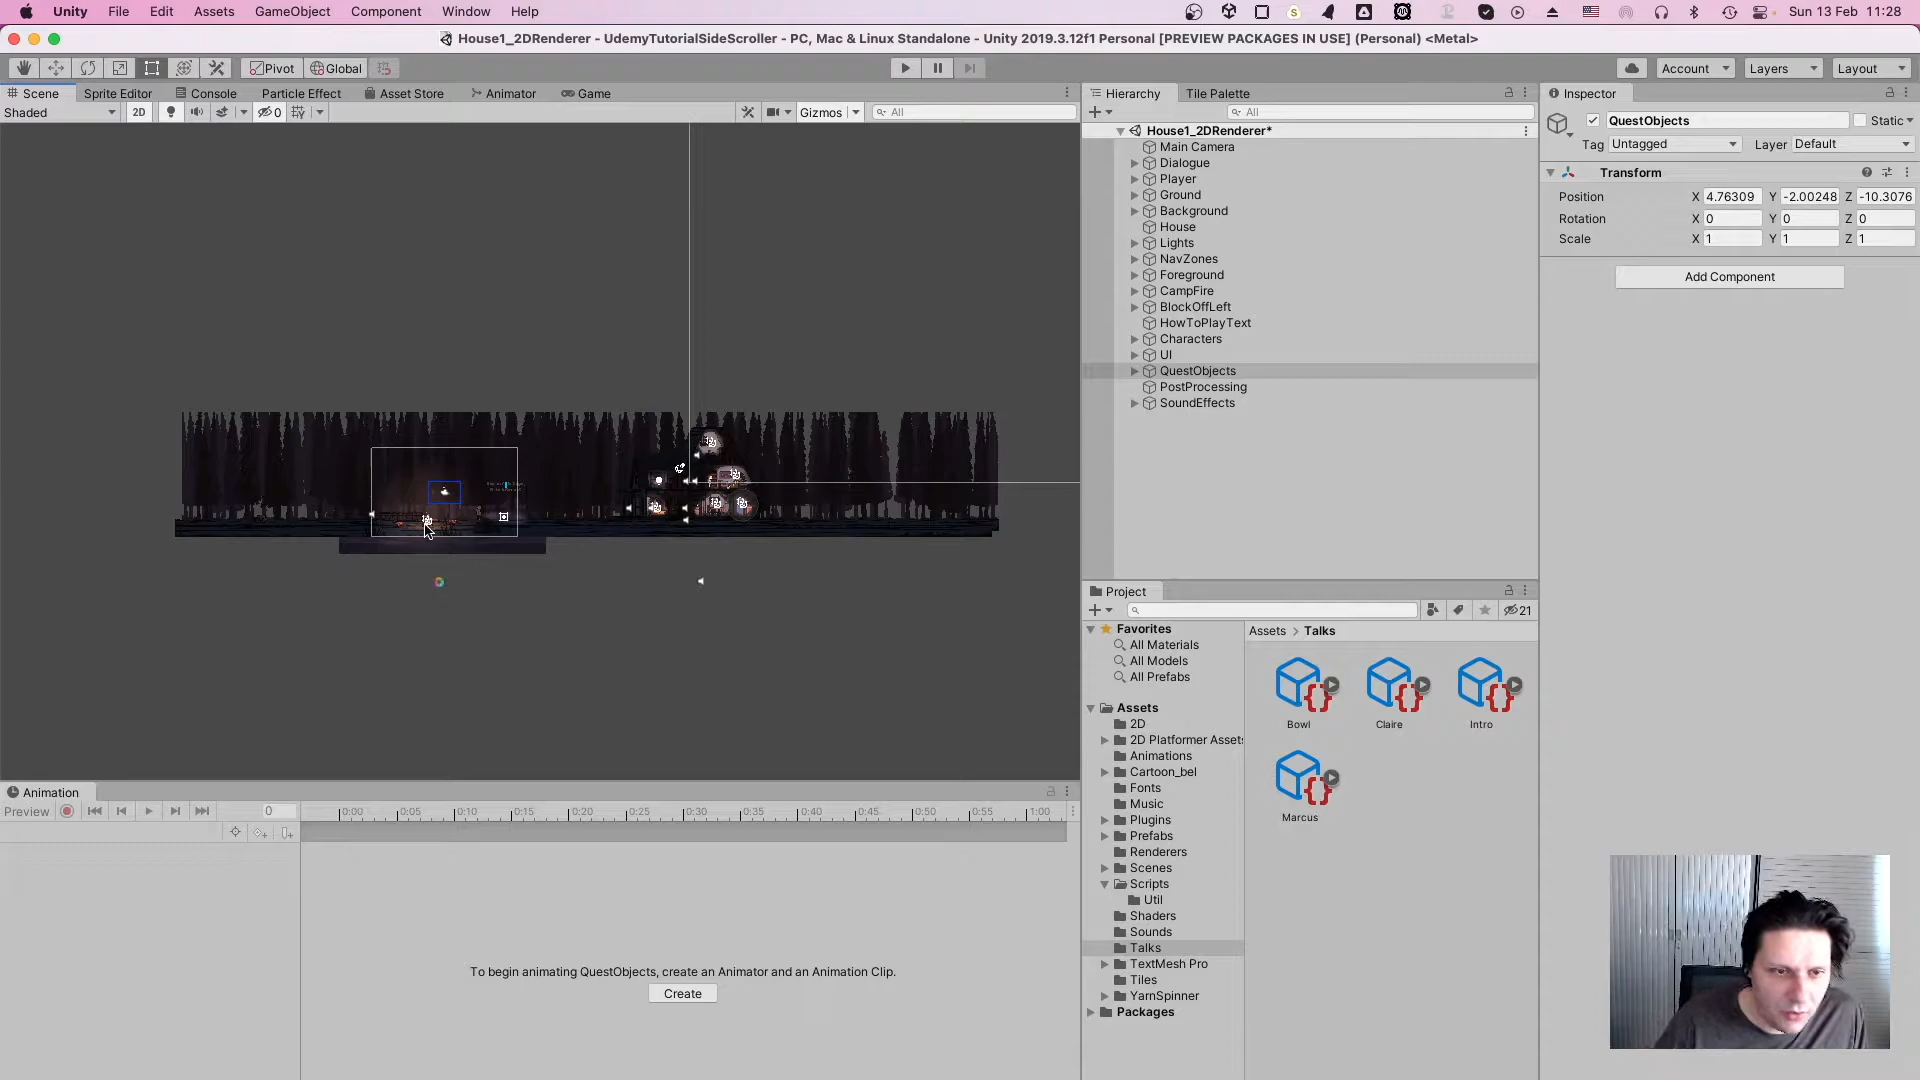 Unity File Edit Assets GameObject Component Window Help Sun 13 Feb 11:28
House1_2DRenderer - UdemyTutorialSideScroller - PC, Mac & Linux Standalone - Unity 2019.3.12f1 Personal [PREVIEW PACKAGES IN USE] (Personal) <Metal>
Pivot Global Account Layers Layout
Scene Sprite Editor Console Particle Effect Asset Store Animator Game
Shaded 2D 0 Gizmos All
Hierarchy Tile Palette
All
House1_2DRenderer*
Main Camera
Dialogue
Player
Ground
Background
House
Lights
NavZones
Foreground
CampFire
BlockOffLeft
HowToPlayText
Characters
UI
QuestObjects
PostProcessing
SoundEffects
Inspector
QuestObjects Static
Tag Untagged Layer Default
Transform
Position X 4.76309 Y -2.00248 Z -10.3076
Rotation X 0 Y 0 Z 0
Scale X 1 Y 1 Z 1
Add Component
Project
21
Favorites
All Materials
All Models
All Prefabs
Assets
2D
2D Platformer Assets
Animations
Cartoon_bel
Fonts
Music
Plugins
Prefabs
Renderers
Scenes
Scripts
Util
Shaders
Sounds
Talks
TextMesh Pro
Tiles
YarnSpinner
Packages
Assets > Talks
Bowl Claire Intro
Marcus
Animation
Preview 0 0:00 0:05 0:10 0:15 0:20 0:25 0:30 0:35 0:40 0:45 0:50 0:55 1:00
To begin animating QuestObjects, create an Animator and an Animation Clip.
Create